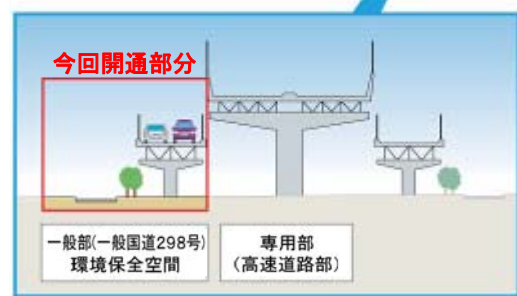 今回開通部分
一般部(一般国道298号)
環境保全空間
専用部
(高速道路部)